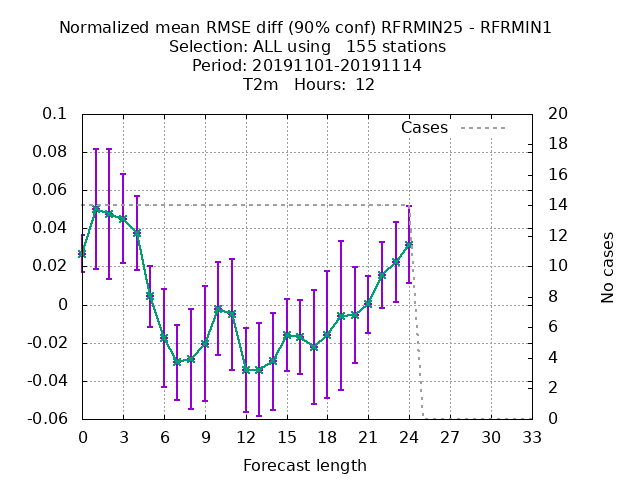 Normalized mean RMSE diff (90% conf) RFRMIN25 - RFRMIN1
Selection: ALL using   155 stations
Period: 20191101-20191114
T2m   Hours:  12
Cases
0.1
0.08
0.06
0.04
0.02
0
-0.02
-0.04
-0.06
20
18
16
14
12
10
8
6
4
2
0
No cases
0 3 6 9 12 15 18 21 24 27 30 33
Forecast length